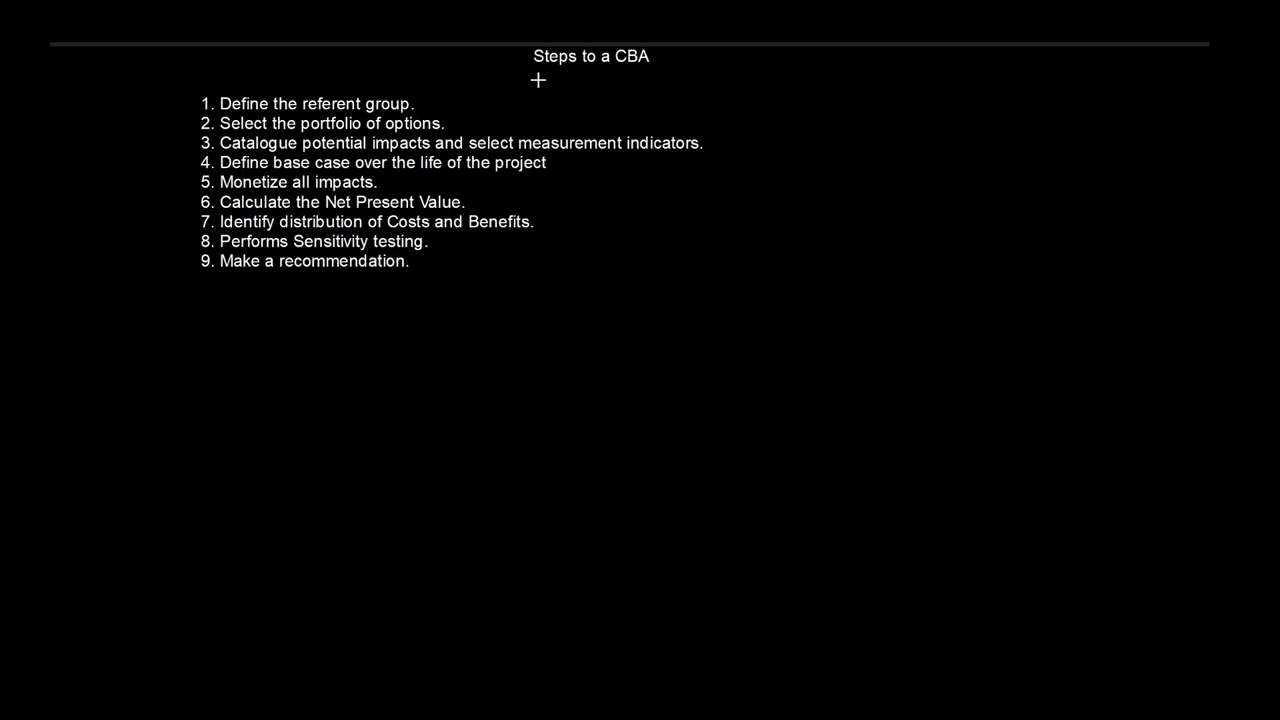 Steps to a CBA
1. Define the referent group.
2. Select the portfolio of options.
3. Catalogue potential impacts and select measurement indicators.
4. Define base case over the life of the project
5. Monetize all impacts.
6. Calculate the Net Present Value.
7. Identify distribution of Costs and Benefits.
8. Performs Sensitivity testing.
9. Make a recommendation.